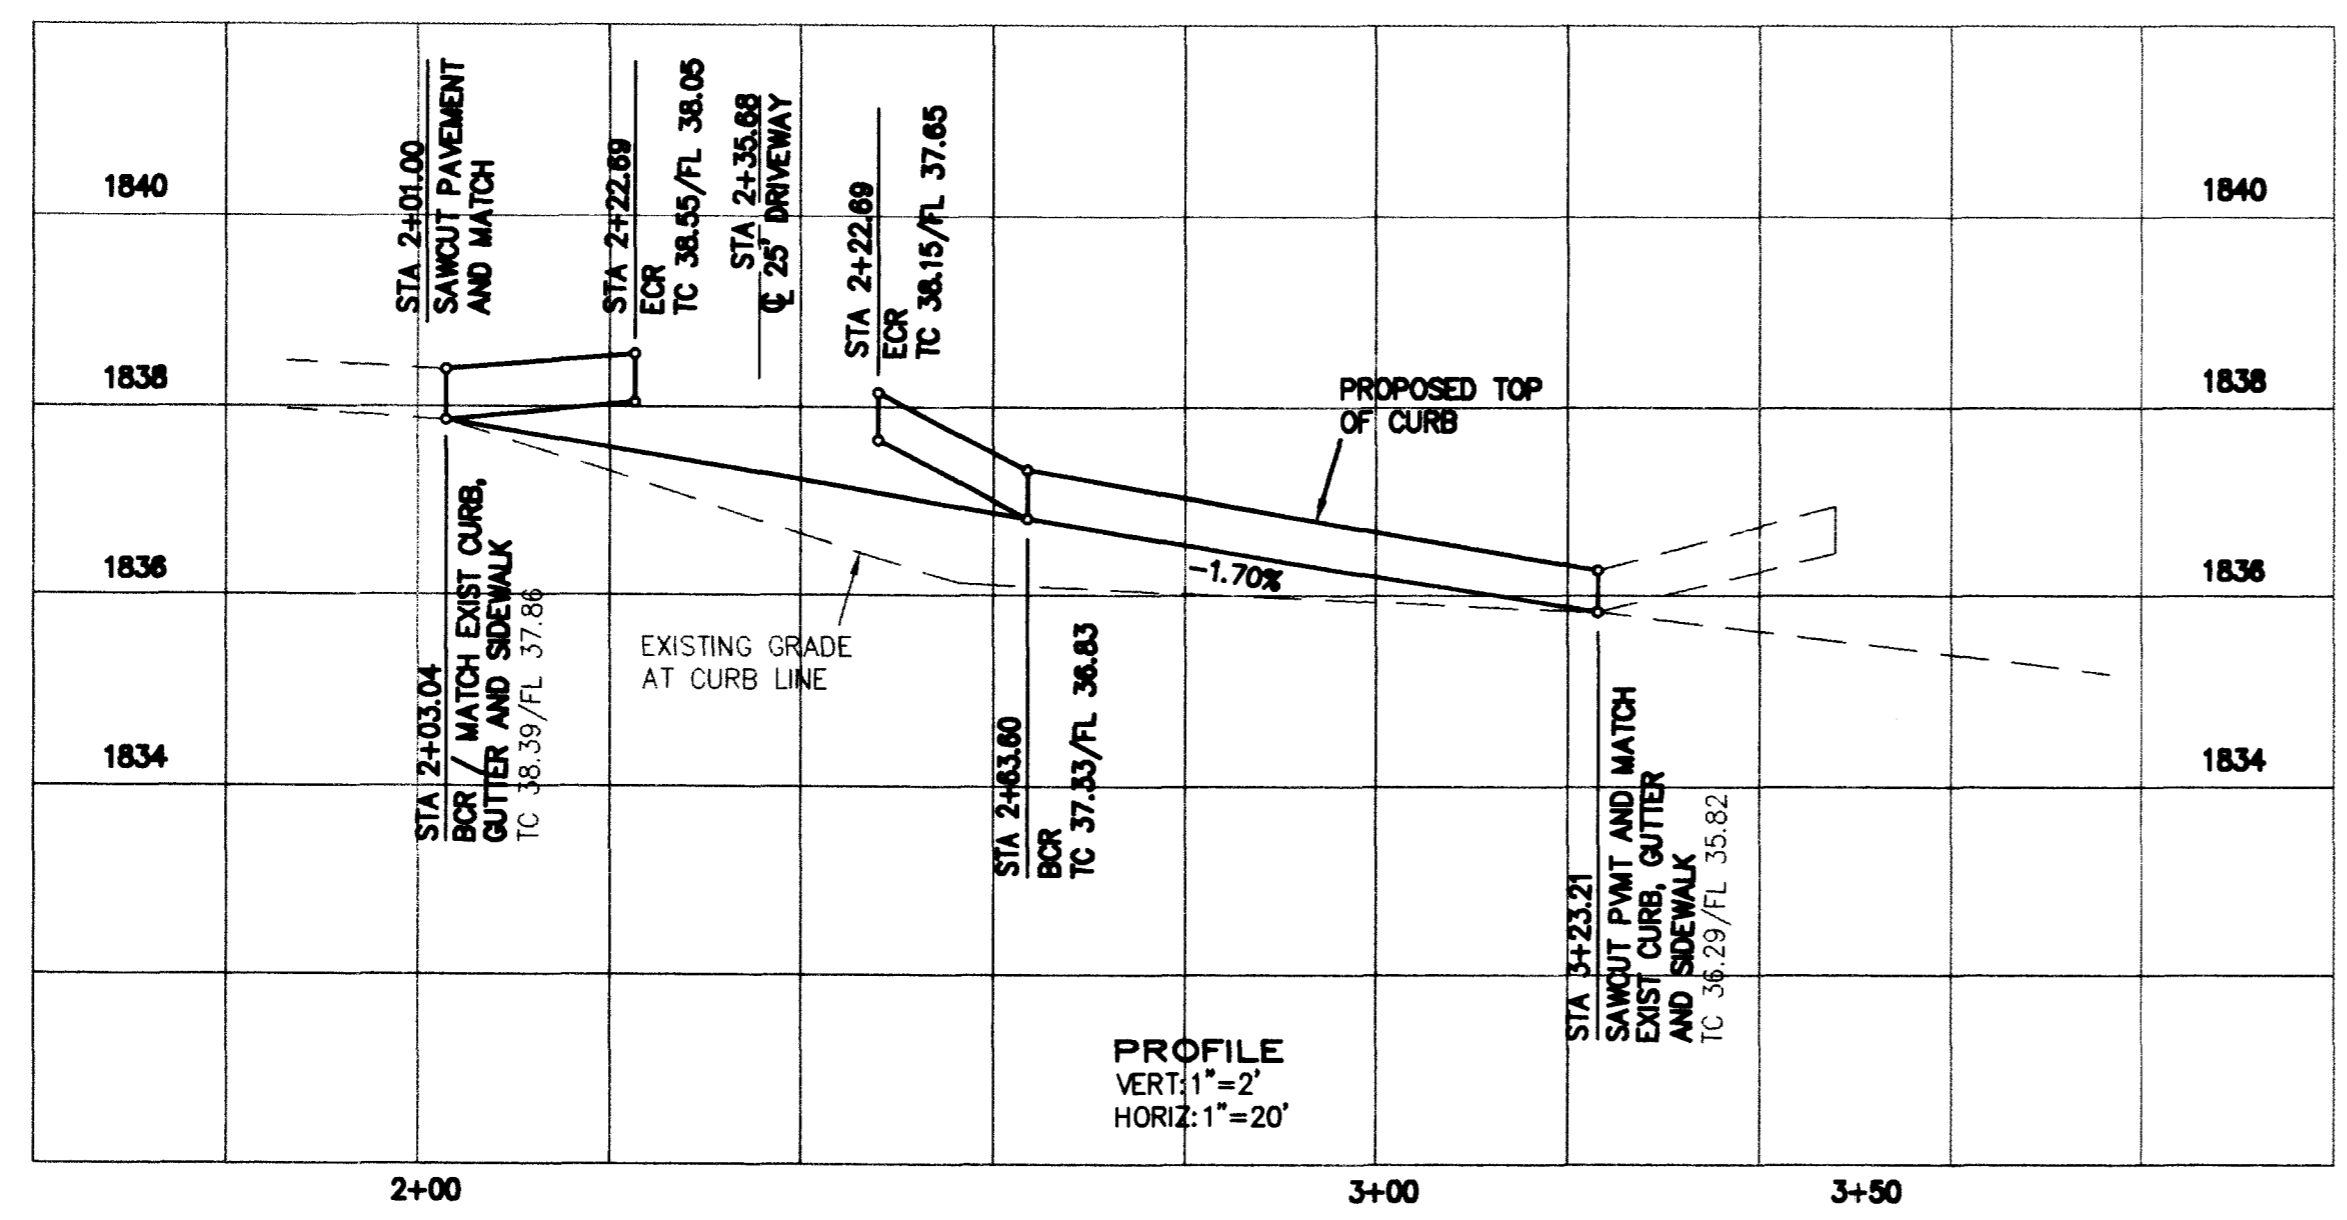 1840
1838
1836
1834
STA 2+01.00
SAWCUT PAVEMENT
AND MATCH
STA 2+22.69
ECR
TC 38.55/FL 38.05
STA 2+35.68
℄ 25' DRIVEWAY
STA 2+22.69
ECR
TC 38.15/FL 37.65
PROPOSED TOP
OF CURB
1840
1838
1836
1834
STA 2+03.04
BCR / MATCH EXIST CURB,
GUTTER AND SIDEWALK
TC 38.39/FL 37.86
EXISTING GRADE
AT CURB LINE
-1.70%
STA 2+63.60
BCR
TC 37.33/FL 36.83
STA 3+23.21
SAWCUT PVMT AND MATCH
EXIST CURB, GUTTER
AND SIDEWALK
TC 36.29/FL 35.82
PROFILE
VERT: 1"=2'
HORIZ: 1"=20'
2+00
3+00
3+50